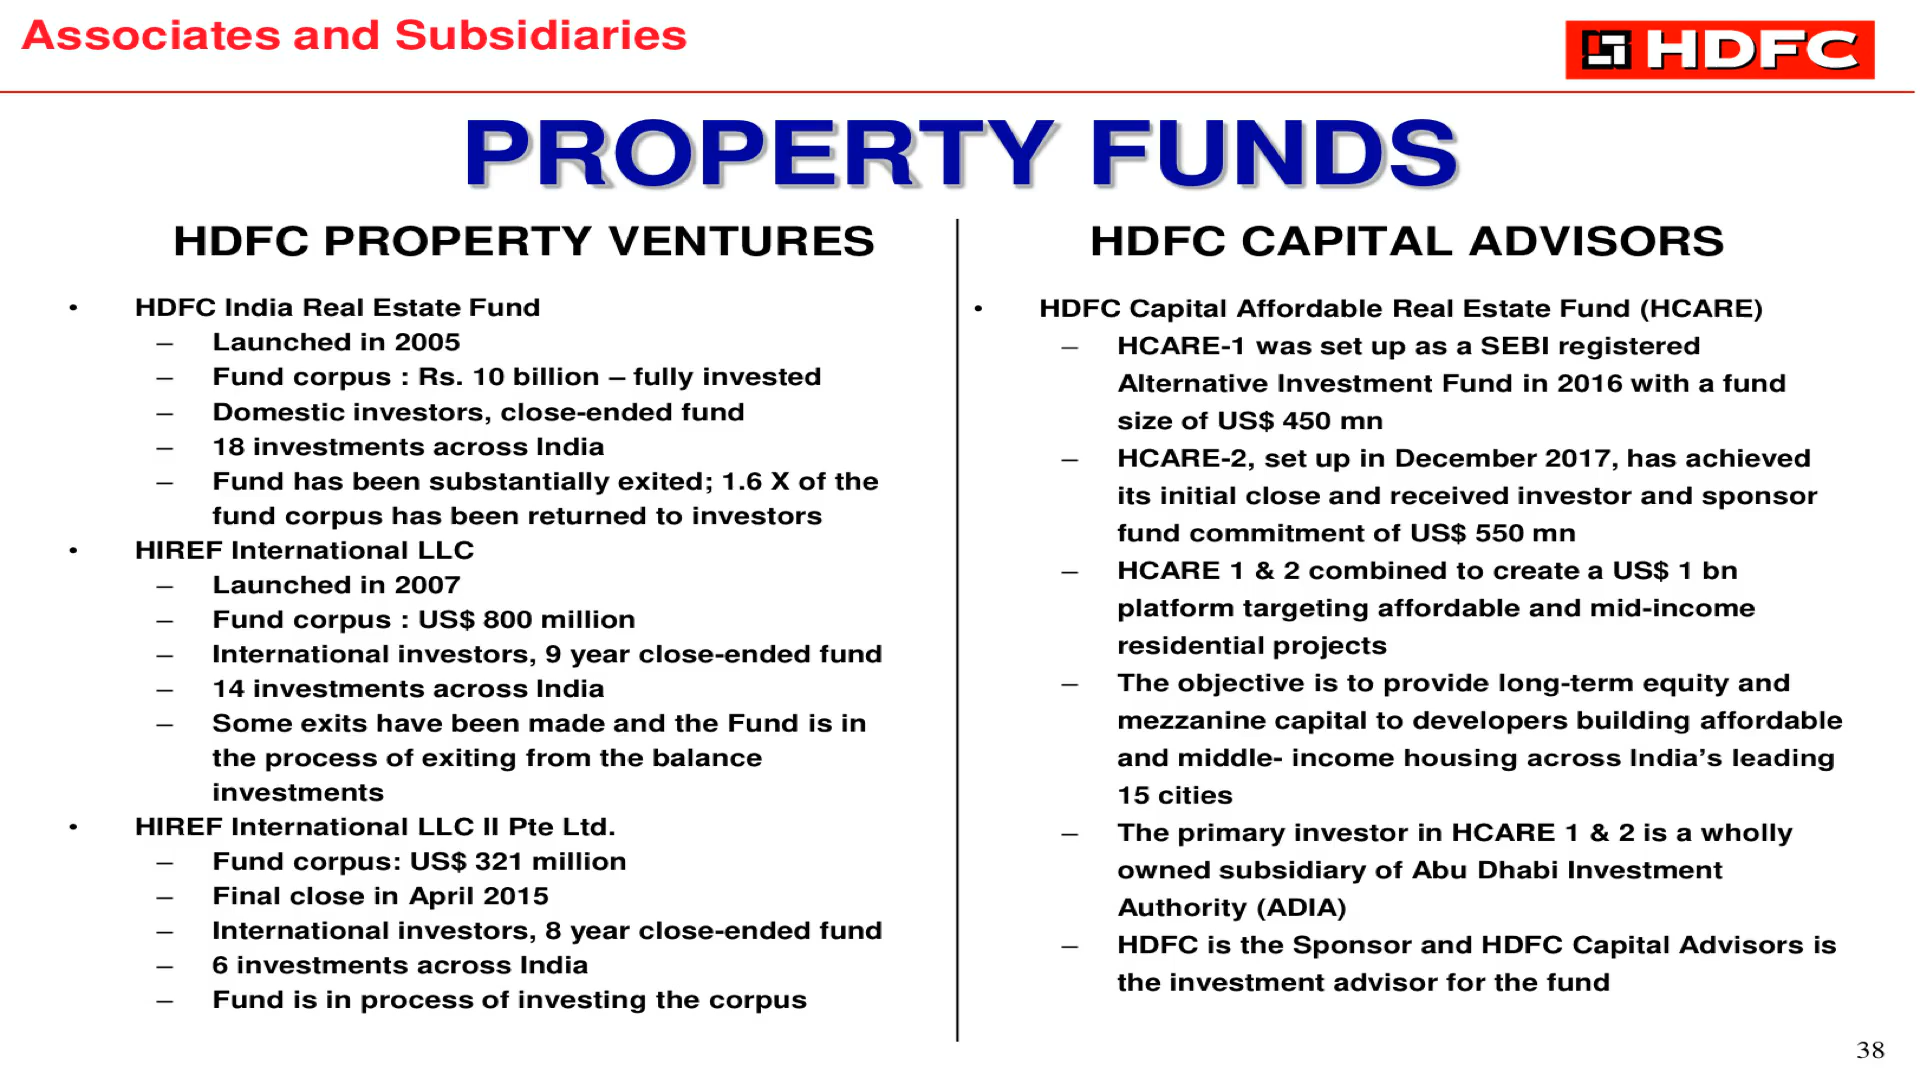 Associates and Subsidiaries
HDFC
PROPERTY FUNDS
HDFC PROPERTY VENTURES
• HDFC India Real Estate Fund
– Launched in 2005
– Fund corpus : Rs. 10 billion – fully invested
– Domestic investors, close-ended fund
– 18 investments across India
– Fund has been substantially exited; 1.6 X of the
fund corpus has been returned to investors
• HIREF International LLC
– Launched in 2007
– Fund corpus : US$ 800 million
– International investors, 9 year close-ended fund
– 14 investments across India
– Some exits have been made and the Fund is in
the process of exiting from the balance
investments
• HIREF International LLC II Pte Ltd.
– Fund corpus: US$ 321 million
– Final close in April 2015
– International investors, 8 year close-ended fund
– 6 investments across India
– Fund is in process of investing the corpus
HDFC CAPITAL ADVISORS
• HDFC Capital Affordable Real Estate Fund (HCARE)
– HCARE-1 was set up as a SEBI registered
Alternative Investment Fund in 2016 with a fund
size of US$ 450 mn
– HCARE-2, set up in December 2017, has achieved
its initial close and received investor and sponsor
fund commitment of US$ 550 mn
– HCARE 1 & 2 combined to create a US$ 1 bn
platform targeting affordable and mid-income
residential projects
– The objective is to provide long-term equity and
mezzanine capital to developers building affordable
and middle- income housing across India’s leading
15 cities
– The primary investor in HCARE 1 & 2 is a wholly
owned subsidiary of Abu Dhabi Investment
Authority (ADIA)
– HDFC is the Sponsor and HDFC Capital Advisors is
the investment advisor for the fund
38